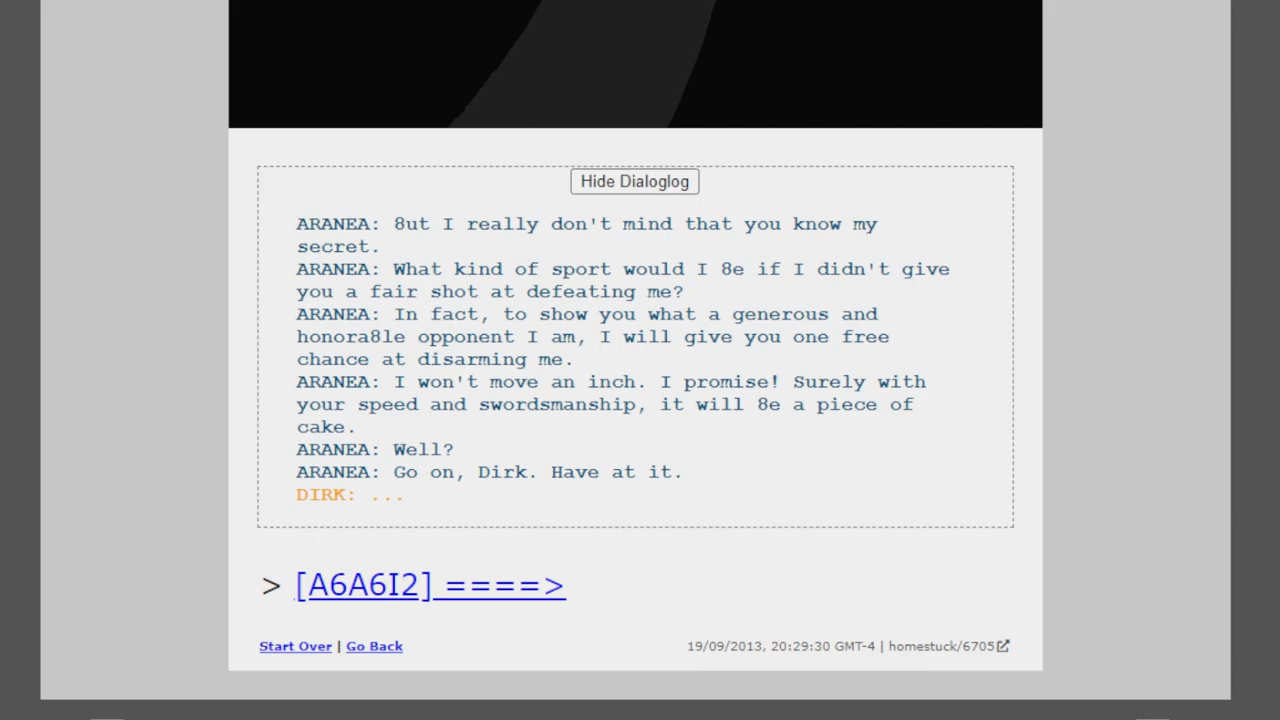 Hide Dialoglog
ARANEA: 8ut I really don't mind that you know my
secret.
ARANEA: What kind of sport would I 8e if I didn't give
you a fair shot at defeating me?
ARANEA: In fact, to show you what a generous and
honora8le opponent I am, I will give you one free
chance at disarming me.
ARANEA: I won't move an inch. I promise! Surely with
your speed and swordsmanship, it will 8e a piece of
cake.
ARANEA: Well?
ARANEA: Go on, Dirk. Have at it.
DIRK: ...
> [A6A6I2] ====>
Start Over | Go Back
19/09/2013, 20:29:30 GMT-4 | homestuck/6705